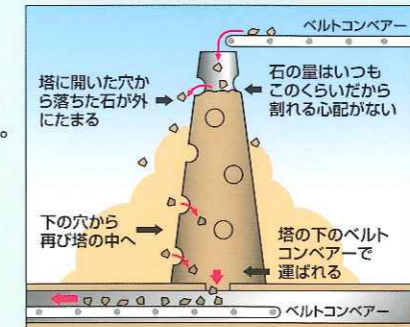 ベルトコンベアー
塔に開いた穴か
ら落ちた石が外
にたまる
石の量はいつも
このくらいだから
割れる心配がない
。
下の穴から
再び塔の中へ
塔の下のベルト
コンベアーで
運ばれる
ベルトコンベアー